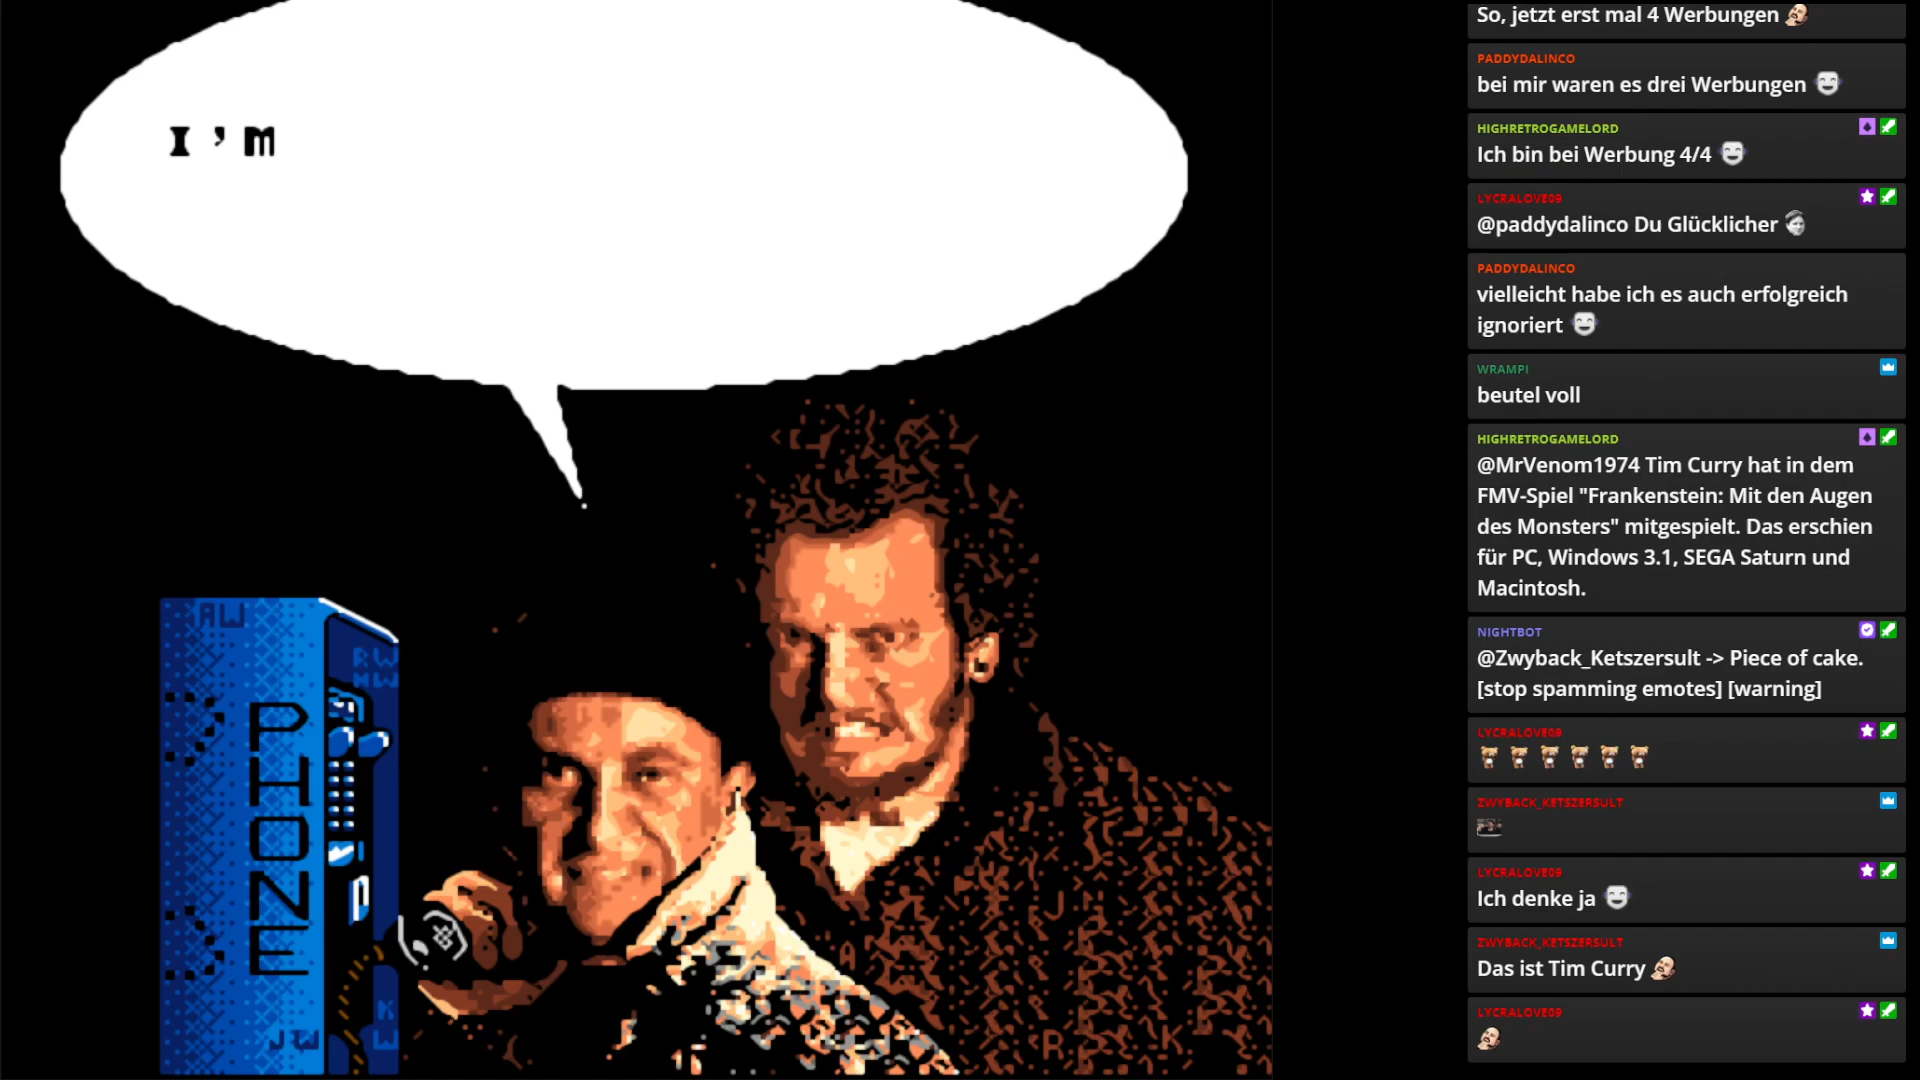 I'M
AW
RW
MW
PHONE
K
W
JW
J
A
R
K
So, jetzt erst mal 4 Werbungen
PADDYDALINCO
bei mir waren es drei Werbungen
HIGHRETROGAMELORD
Ich bin bei Werbung 4/4
LYCRALOVE09
@paddydalinco Du Glücklicher
PADDYDALINCO
vielleicht habe ich es auch erfolgreich
ignoriert
WRAMPI
beutel voll
HIGHRETROGAMELORD
@MrVenom1974 Tim Curry hat in dem
FMV-Spiel "Frankenstein: Mit den Augen
des Monsters" mitgespielt. Das erschien
für PC, Windows 3.1, SEGA Saturn und
Macintosh.
NIGHTBOT
@Zwyback_Ketszersult -> Piece of cake.
[stop spamming emotes] [warning]
LYCRALOVE09
ZWYBACK_KETSZERSULT
LYCRALOVE09
Ich denke ja
ZWYBACK_KETSZERSULT
Das ist Tim Curry
LYCRALOVE09